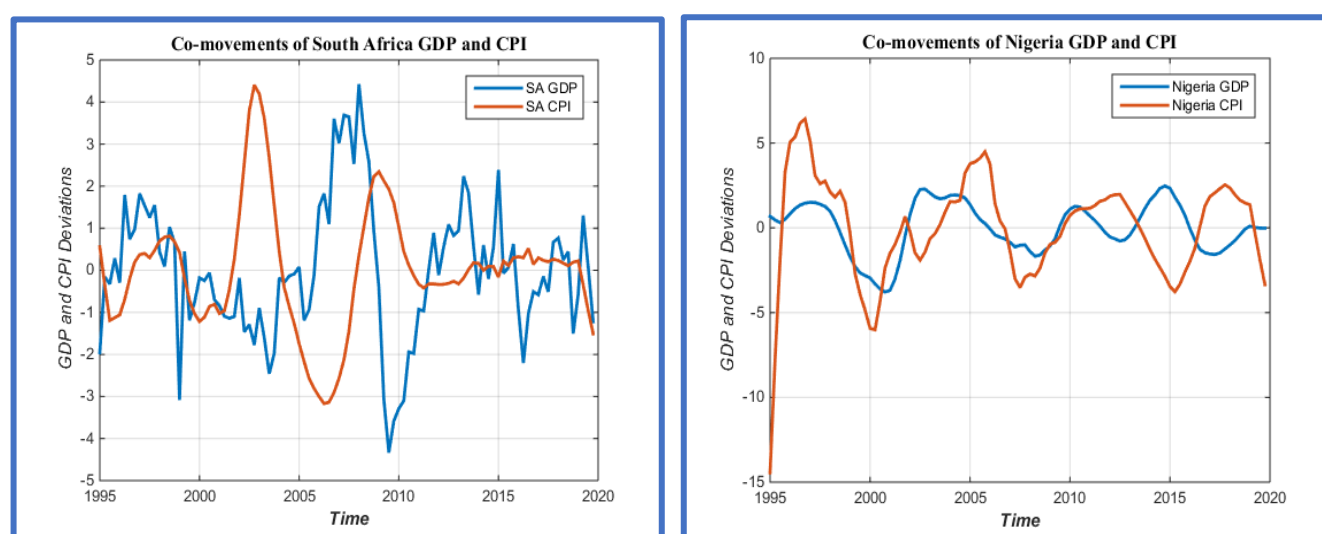 Co-movements of South Africa GDP and CPI
SA GDP
SA CPI
5
4
3
2
1
0
-1
-2
-3
-4
-5
GDP and CPI Deviations
1995 2000 2005 2010 2015 2020
Time
Co-movements of Nigeria GDP and CPI
Nigeria GDP
Nigeria CPI
10
5
0
-5
-10
-15
GDP and CPI Deviations
1995 2000 2005 2010 2015 2020
Time